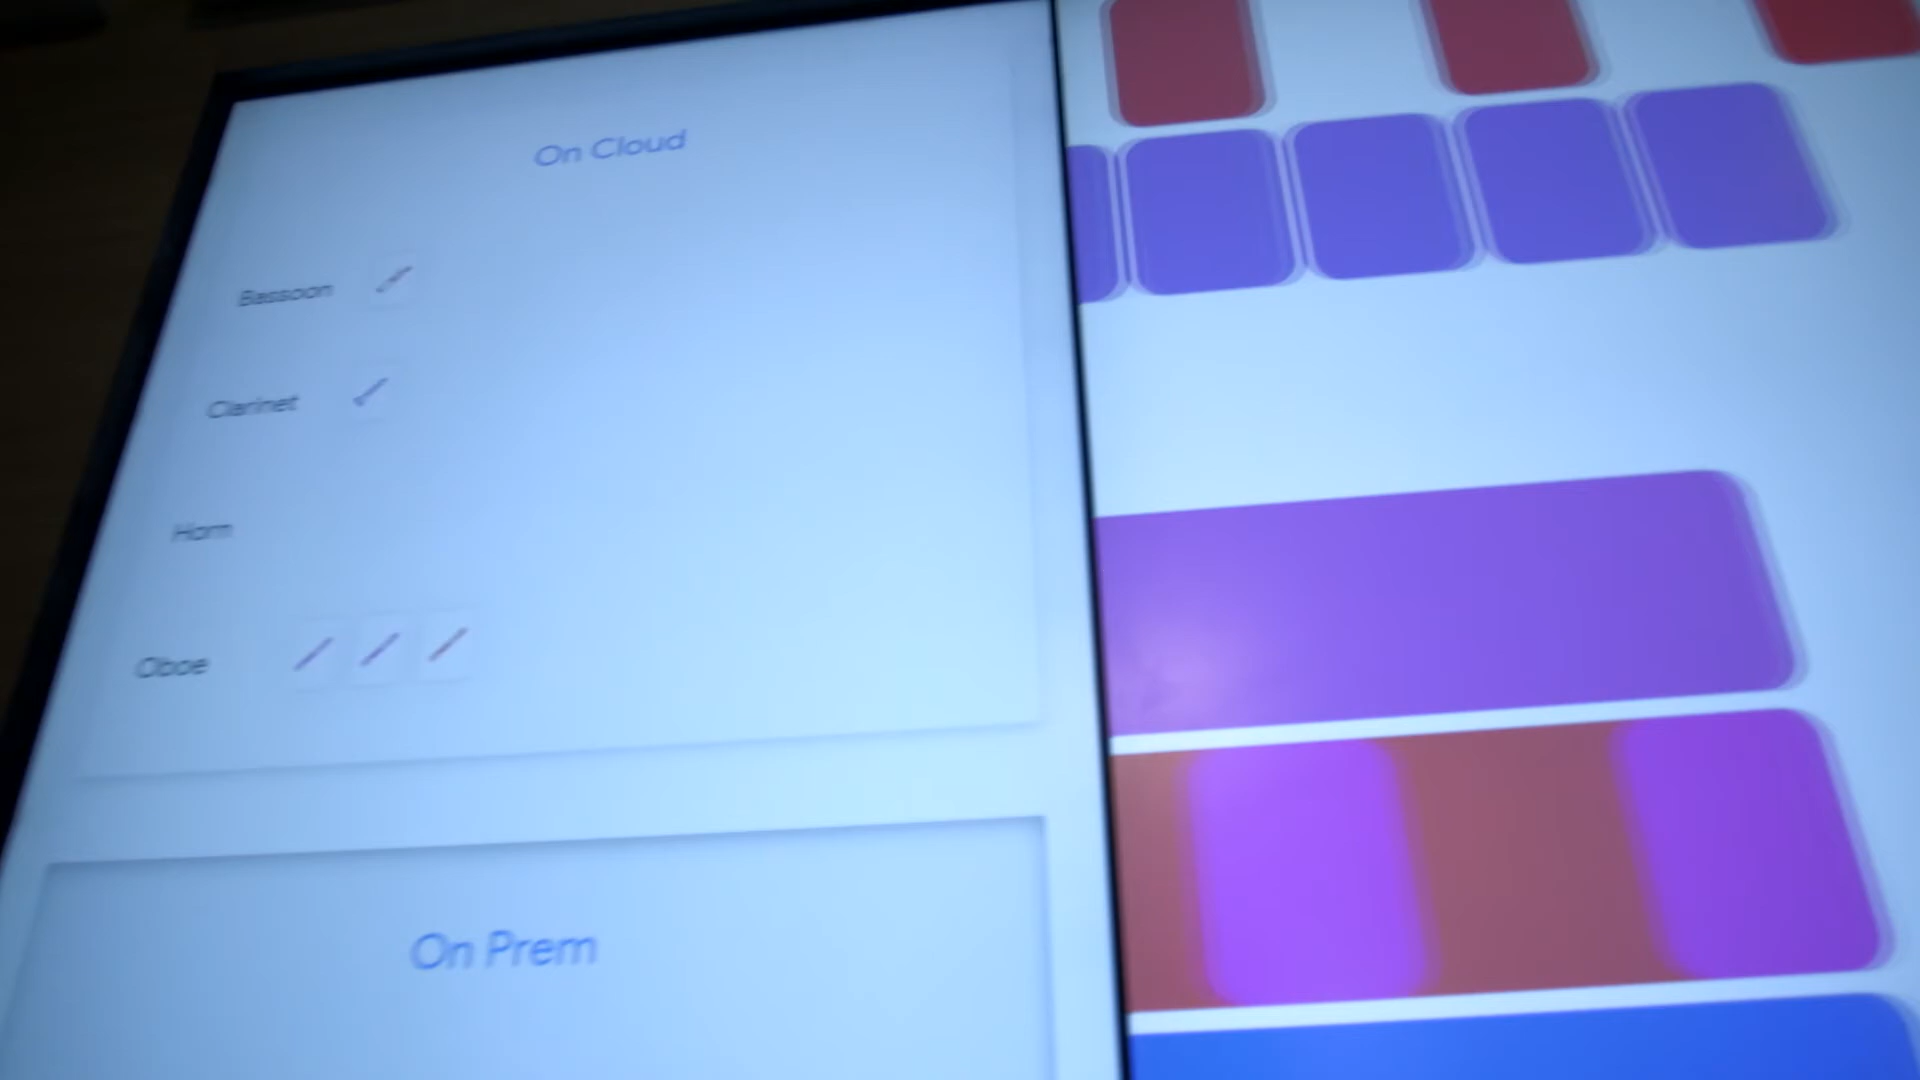 On Cloud
Bassoon
Clarinet
Horn
Oboe
On Prem